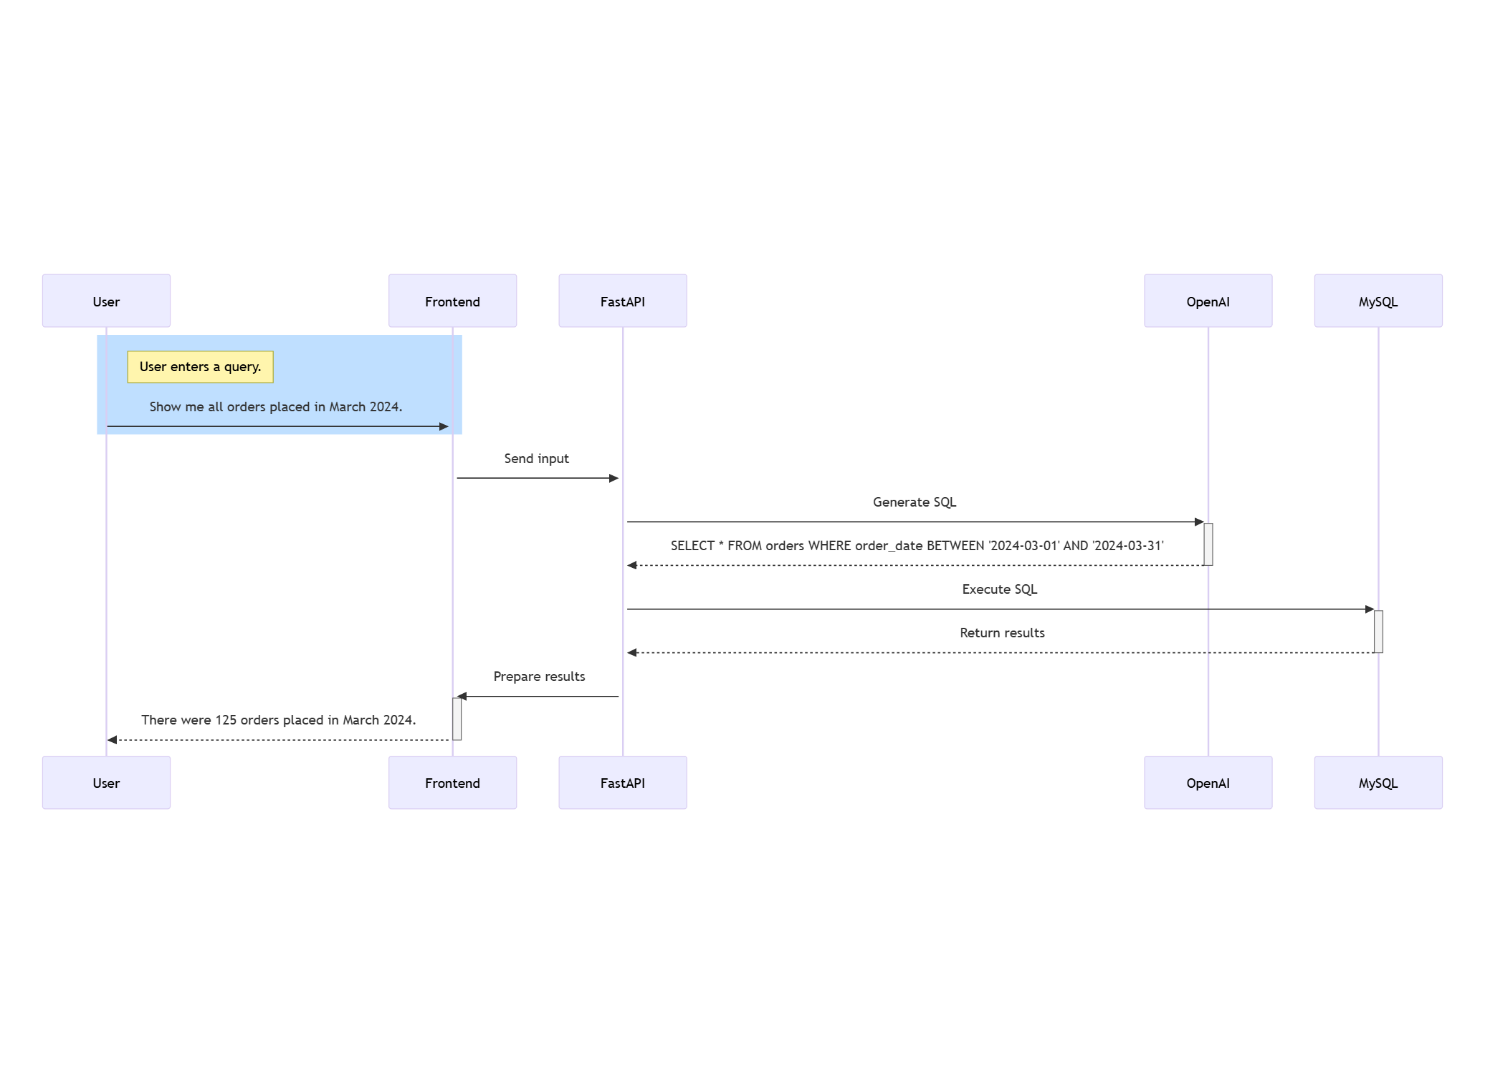 User
Frontend
FastAPI
OpenAI
MySQL
User enters a query.
Show me all orders placed in March 2024.
Send input
Generate SQL
SELECT * FROM orders WHERE order_date BETWEEN '2024-03-01' AND '2024-03-31'
Execute SQL
Return results
Prepare results
There were 125 orders placed in March 2024.
User
Frontend
FastAPI
OpenAI
MySQL